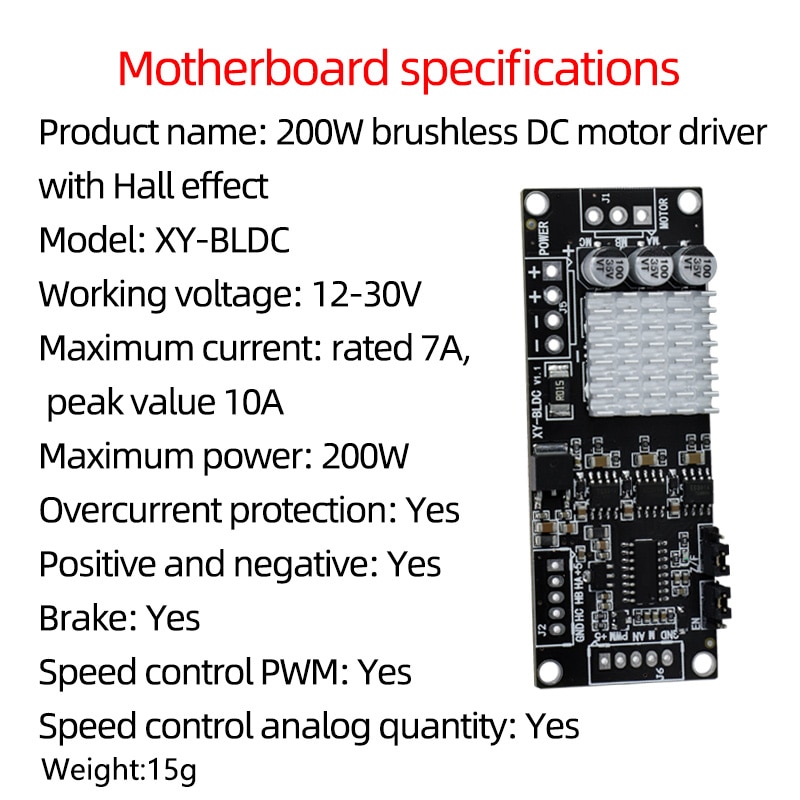 Motherboard specifications
Product name: 200W brushless DC motor driver
with Hall effect
Model: XY-BLDC
Working voltage: 12-30V
Maximum current: rated 7A,
peak value 10A
Maximum power: 200W
Overcurrent protection: Yes
Positive and negative: Yes
Brake: Yes
Speed control PWM: Yes
Speed control analog quantity: Yes
Weight:15g
J1
MOTOR
POWER
MC MB MA
100 35V VT
100 35V VT
100 35V VT
+
+
-
-
J5
R015
XY-BLDC V1.1
Z/F
EN
J2
GND HC HB HA +5
GND M AN
PWM
J6